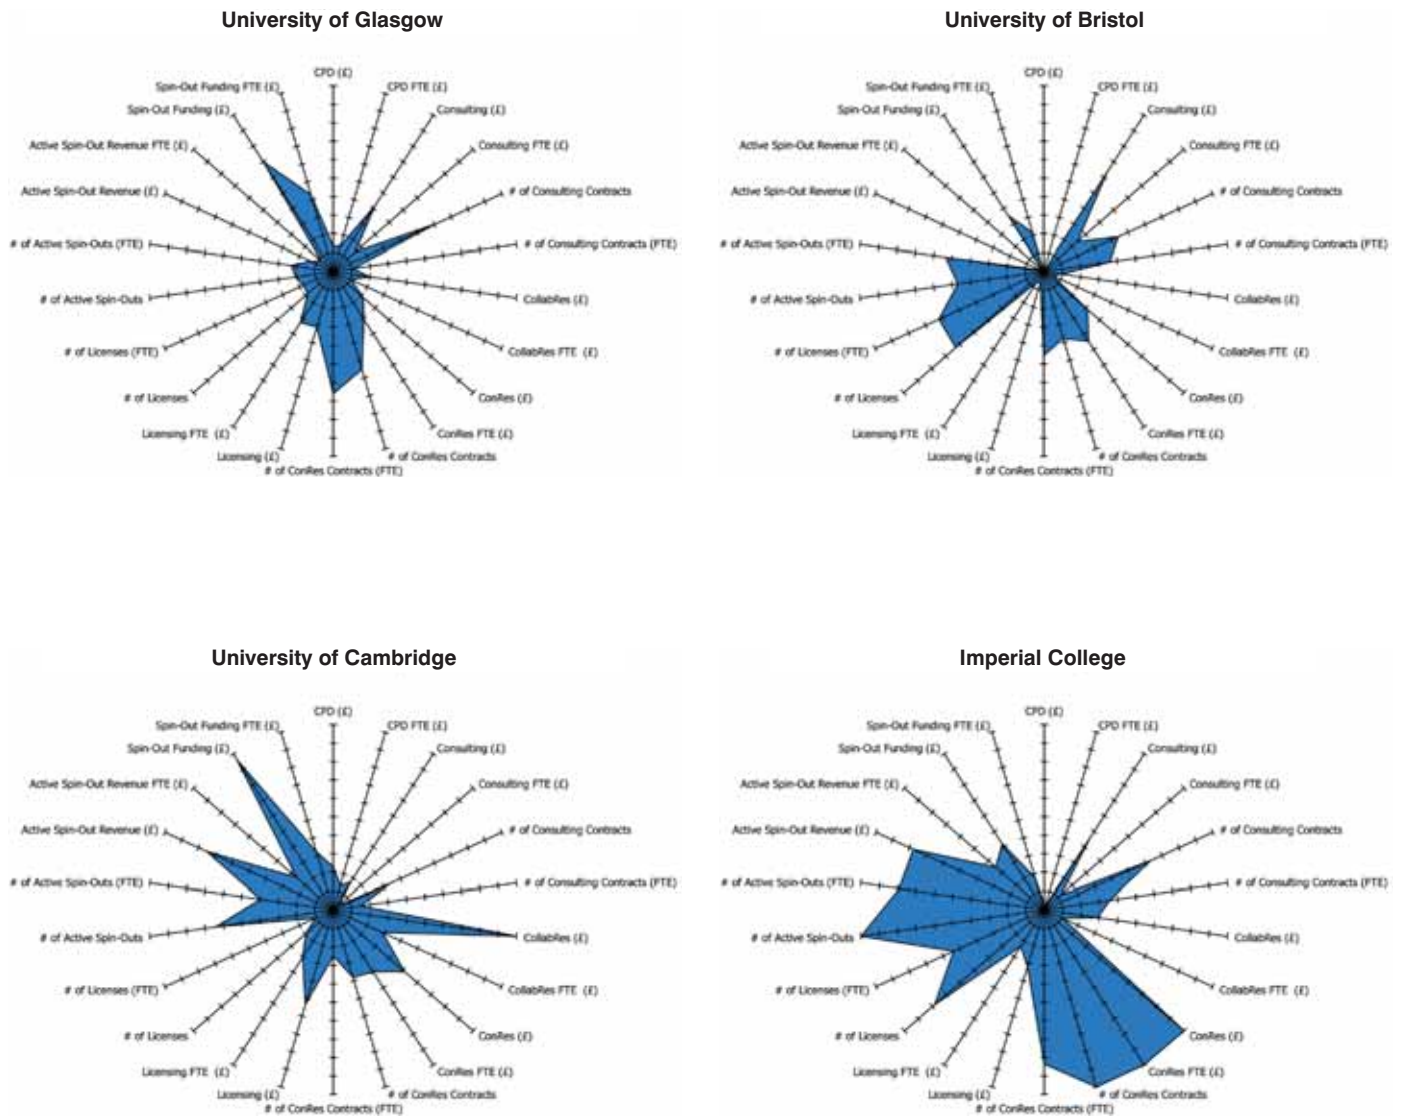 University of Glasgow
CPD (£)
CPD FTE (£)
Consulting (£)
Consulting FTE (£)
# of Consulting Contracts
# of Consulting Contracts (FTE)
CollabRes (£)
CollabRes FTE (£)
ConRes (£)
ConRes FTE (£)
# of ConRes Contracts
# of ConRes Contracts (FTE)
Licensing (£)
Licensing FTE (£)
# of Licenses
# of Licenses (FTE)
# of Active Spin-Outs
# of Active Spin-Outs (FTE)
Active Spin-Out Revenue (£)
Active Spin-Out Revenue FTE (£)
Spin-Out Funding (£)
Spin-Out Funding FTE (£)
University of Bristol
CPD (£)
CPD FTE (£)
Consulting (£)
Consulting FTE (£)
# of Consulting Contracts
# of Consulting Contracts (FTE)
CollabRes (£)
CollabRes FTE (£)
ConRes (£)
ConRes FTE (£)
# of ConRes Contracts
# of ConRes Contracts (FTE)
Licensing (£)
Licensing FTE (£)
# of Licenses
# of Licenses (FTE)
# of Active Spin-Outs
# of Active Spin-Outs (FTE)
Active Spin-Out Revenue (£)
Active Spin-Out Revenue FTE (£)
Spin-Out Funding (£)
Spin-Out Funding FTE (£)
University of Cambridge
CPD (£)
CPD FTE (£)
Consulting (£)
Consulting FTE (£)
# of Consulting Contracts
# of Consulting Contracts (FTE)
CollabRes (£)
CollabRes FTE (£)
ConRes (£)
ConRes FTE (£)
# of ConRes Contracts
# of ConRes Contracts (FTE)
Licensing (£)
Licensing FTE (£)
# of Licenses
# of Licenses (FTE)
# of Active Spin-Outs
# of Active Spin-Outs (FTE)
Active Spin-Out Revenue (£)
Active Spin-Out Revenue FTE (£)
Spin-Out Funding (£)
Spin-Out Funding FTE (£)
Imperial College
CPD (£)
CPD FTE (£)
Consulting (£)
Consulting FTE (£)
# of Consulting Contracts
# of Consulting Contracts (FTE)
CollabRes (£)
CollabRes FTE (£)
ConRes (£)
ConRes FTE (£)
# of ConRes Contracts
# of ConRes Contracts (FTE)
Licensing (£)
Licensing FTE (£)
# of Licenses
# of Licenses (FTE)
# of Active Spin-Outs
# of Active Spin-Outs (FTE)
Active Spin-Out Revenue (£)
Active Spin-Out Revenue FTE (£)
Spin-Out Funding (£)
Spin-Out Funding FTE (£)